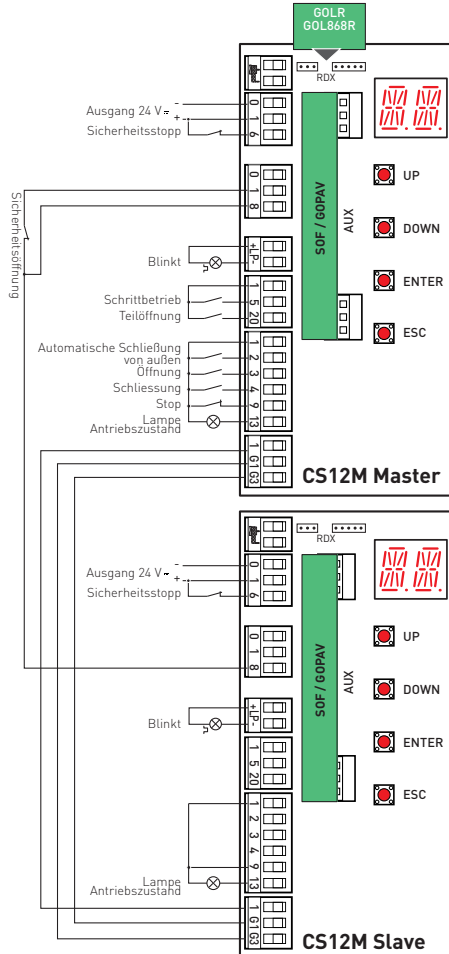 GOLR
GOL868R
RDX
Ausgang 24 V
-
+
Sicherheitsstopp
0
1
6
SOF / GOPAV
AUX
UP
DOWN
ENTER
ESC
Sicherheitsöffnung
0
1
8
Blinkt
+LP-
Schrittbetrieb
Teilöffnung
1
5
20
Automatische Schließung
von außen
Öffnung
Schliessung
Stop
Lampe
Antriebszustand
1
2
3
4
9
13
1
G1
G3
CS12M Master
RDX
Ausgang 24 V
-
+
Sicherheitsstopp
0
1
6
SOF / GOPAV
AUX
UP
DOWN
ENTER
ESC
0
1
8
Blinkt
+LP-
1
5
20
1
2
3
4
9
13
Lampe
Antriebszustand
1
G1
G3
CS12M Slave